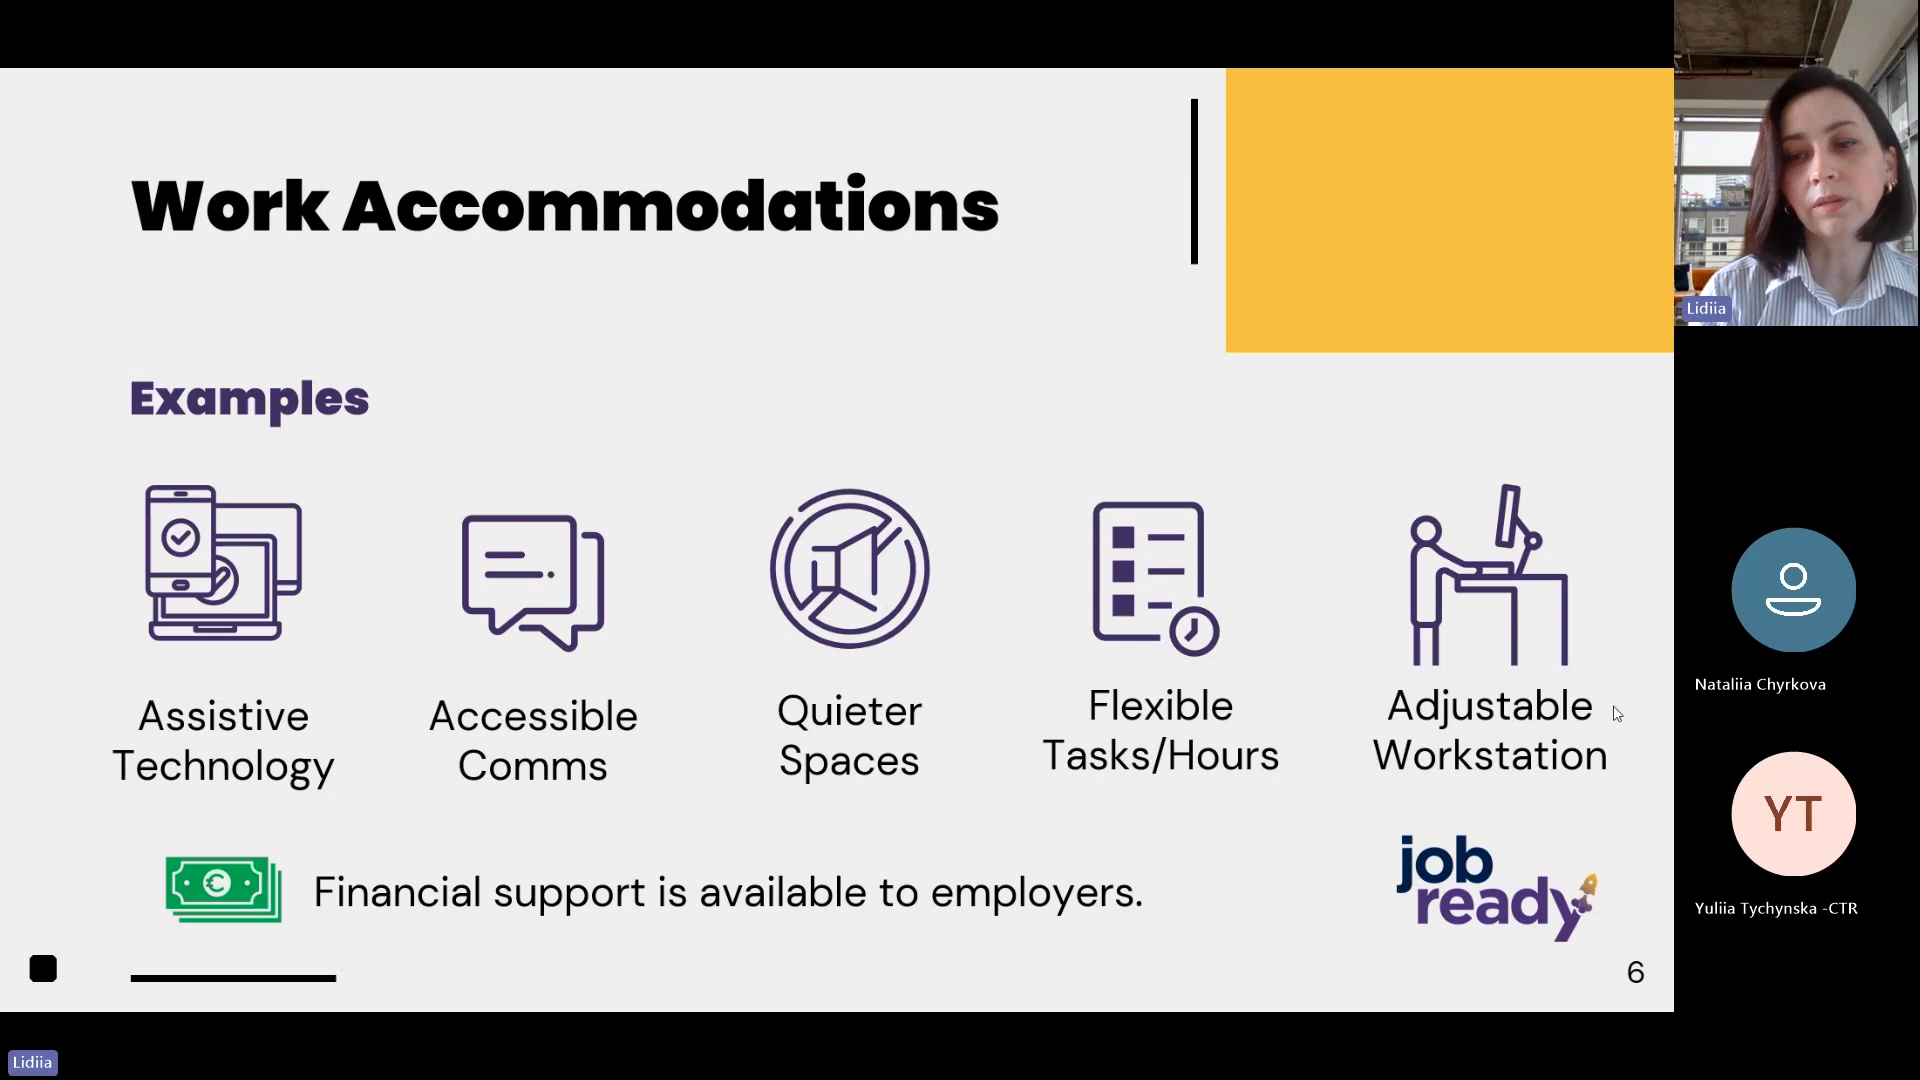 Work Accommodations
Examples
Assistive
Technology
Accessible
Comms
Quieter
Spaces
Flexible
Tasks/Hours
Adjustable
Workstation
Financial support is available to employers.
job
ready
6
Lidiia
Nataliia Chyrkova
YT
Yuliia Tychynska -CTR
Lidiia